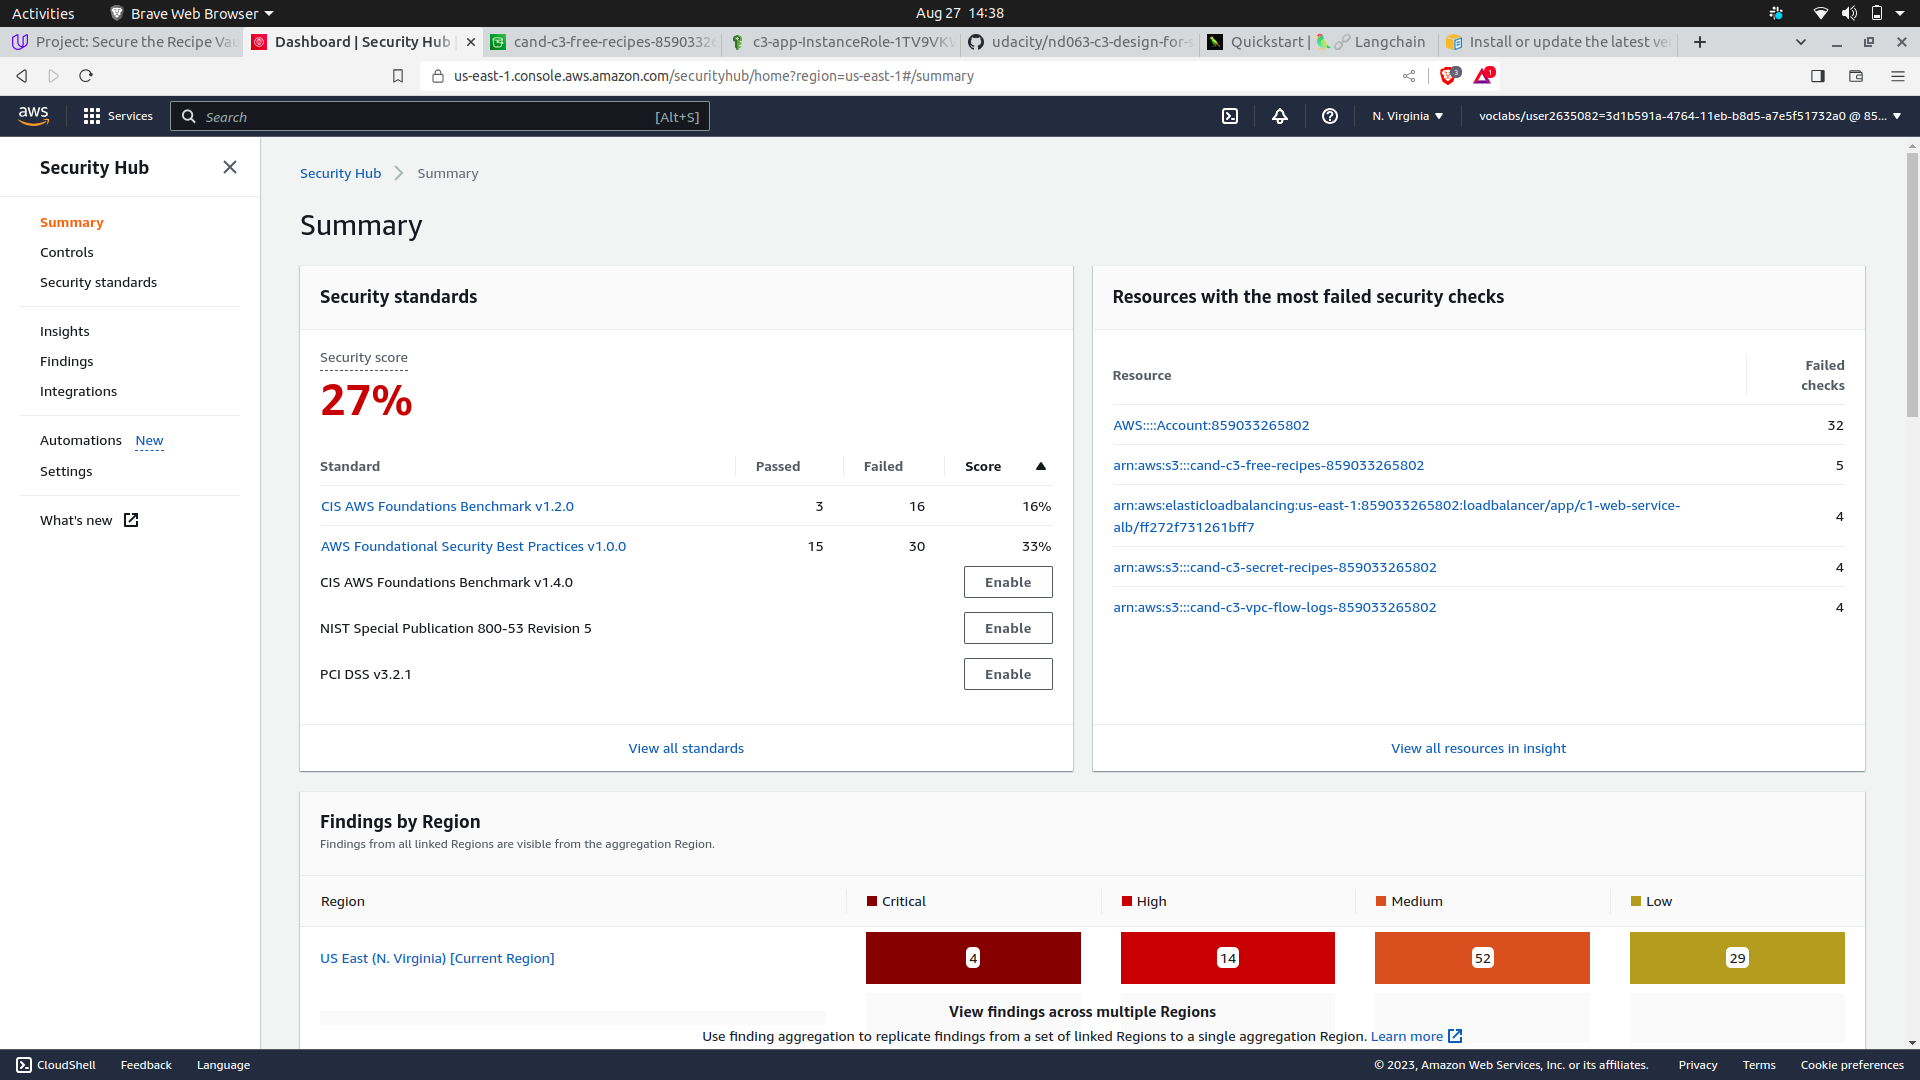 Activities
Brave Web Browser
Aug 27 14:38
Project: Secure the Recipe Vau
Dashboard | Security Hub
cand-c3-free-recipes-8590332
c3-app-InstanceRole-1TV9VKV
udacity/nd063-c3-design-for-s
Quickstart | 🦜️🔗 Langchain
Install or update the latest ver
us-east-1.console.aws.amazon.com/securityhub/home?region=us-east-1#/summary
3
1
aws
Services
Search
[Alt+S]
N. Virginia
voclabs/user2635082=3d1b591a-4764-11eb-b8d5-a7e5f51732a0 @ 85...
Security Hub
Summary
Controls
Security standards
Insights
Findings
Integrations
Automations New
Settings
What's new
Security Hub
Summary
Summary
Security standards
Security score
27%
Standard Passed Failed Score
CIS AWS Foundations Benchmark v1.2.0 3 16 16%
AWS Foundational Security Best Practices v1.0.0 15 30 33%
CIS AWS Foundations Benchmark v1.4.0 Enable
NIST Special Publication 800-53 Revision 5 Enable
PCI DSS v3.2.1 Enable
View all standards
Resources with the most failed security checks
Resource Failed
checks
AWS::::Account:859033265802 32
arn:aws:s3:::cand-c3-free-recipes-859033265802 5
arn:aws:elasticloadbalancing:us-east-1:859033265802:loadbalancer/app/c1-web-service-
alb/ff272f731261bff7 4
arn:aws:s3:::cand-c3-secret-recipes-859033265802 4
arn:aws:s3:::cand-c3-vpc-flow-logs-859033265802 4
View all resources in insight
Findings by Region
Findings from all linked Regions are visible from the aggregation Region.
Region Critical High Medium Low
US East (N. Virginia) [Current Region] 4 14 52 29
View findings across multiple Regions
Use finding aggregation to replicate findings from a set of linked Regions to a single aggregation Region. Learn more
CloudShell
Feedback
Language
© 2023, Amazon Web Services, Inc. or its affiliates.
Privacy
Terms
Cookie preferences